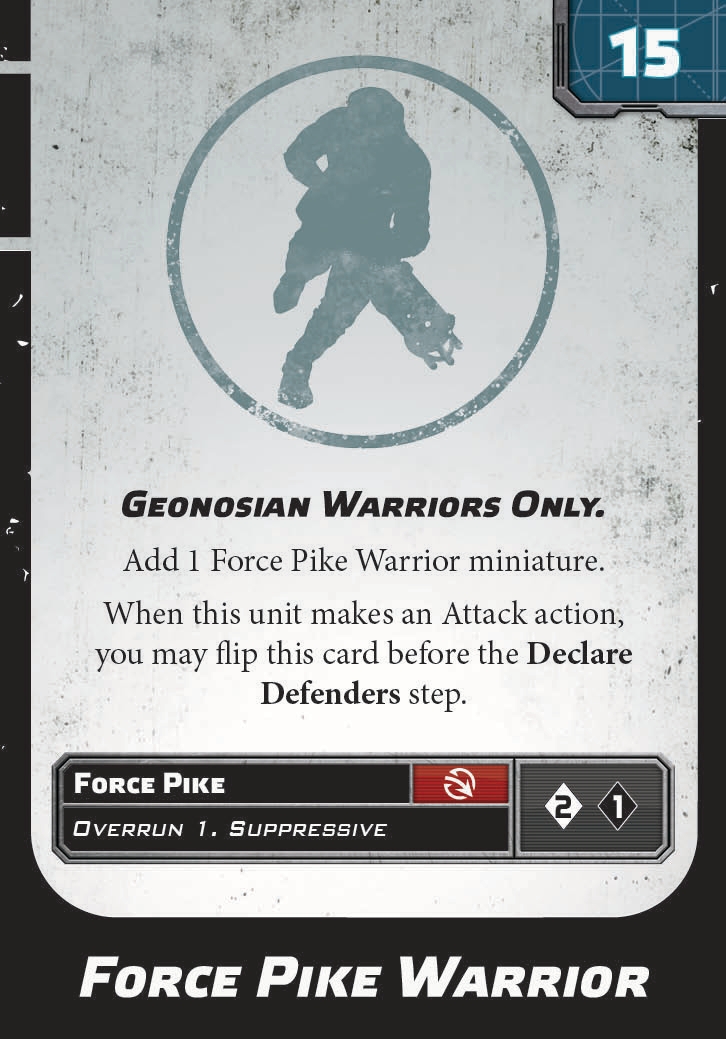 15
GEONOSIAN WARRIORS ONLY.
Add 1 Force Pike Warrior miniature.
When this unit makes an Attack action,
you may flip this card before the Declare
Defenders step.
FORCE PIKE
OVERRUN 1. SUPPRESSIVE
2 1
FORCE PIKE WARRIOR